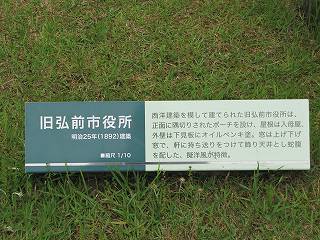 旧弘前市役所
明治25年(1892)建築
■縮尺 1/10
西洋建築を模して建てられた旧弘前市役所は、
正面に隅切りされたポーチを設け、屋根は入母屋、
外壁は下見板にオイルペンキ塗。窓は上げ下げ
窓で、軒に持ち送りをつけて飾り天井とし蛇腹
を配した、擬洋風が特徴。